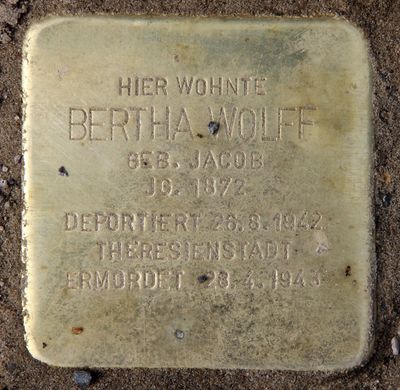 HIER WOHNTE
BERTHA WOLFF
GEB. JACOB
JG. 1872
DEPORTIERT 26.8.1942
THERESIENSTADT
ERMORDET 28.4.1943